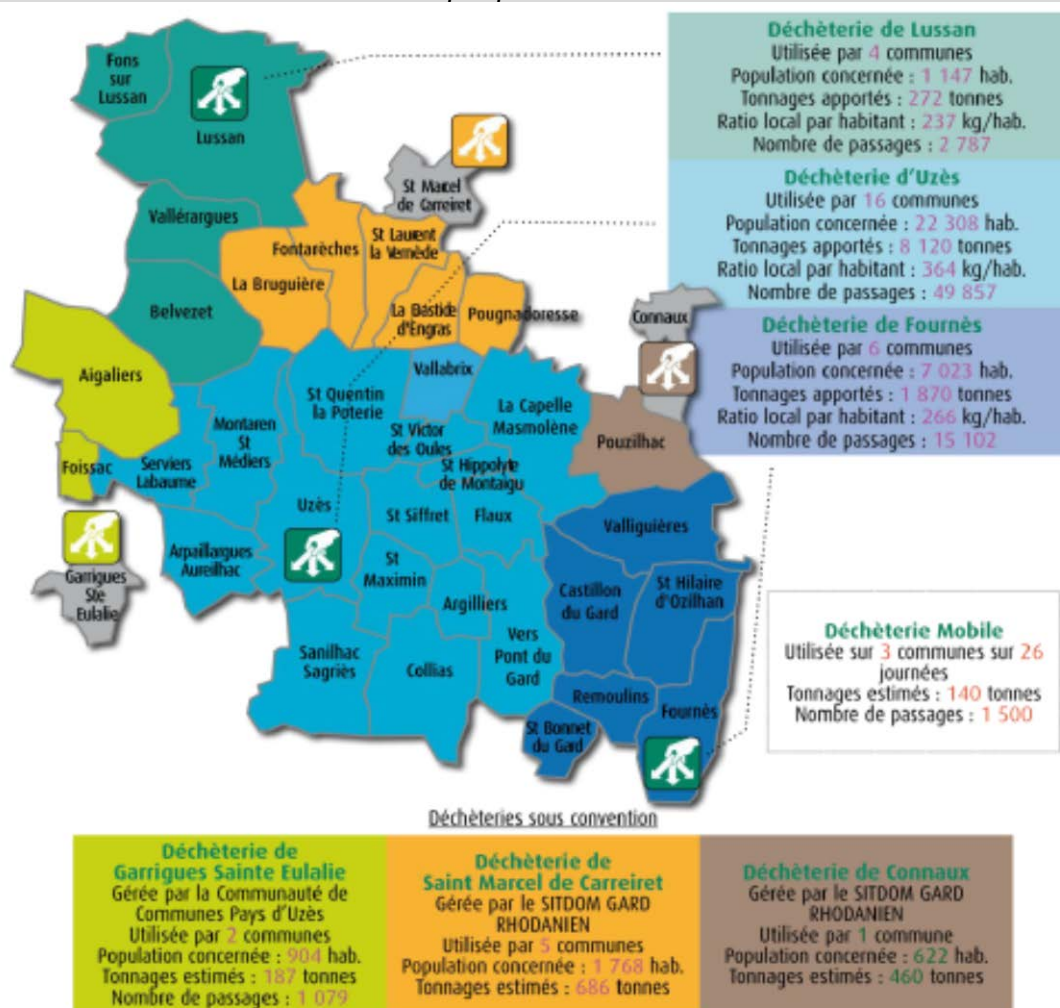 Fons
sur
Lussan
Lussan
Vallérargues
Belvezet
St Marcel
de Carreiret
Fontarèches
St Laurent
la Vernède
La Bruguière
La Bastide
d'Engras
Pougnadoresse
Connaux
Aigaliers
Foissac
Serviers
Labaume
Montaren
St
Médiers
St Quentin
la Poterie
Vallabrix
La Capelle
Masmolène
Pouzilhac
St Victor
des Oules
St Hippolyte
de Montaigu
Uzès
St Siffret
Flaux
Valliguières
Garrigues
Ste
Eulalie
Arpaillargues
Aureilhac
St
Maximin
Argilliers
Castillon
du Gard
St Hilaire
d'Ozilhan
Sanilhac
Sagriès
Collias
Vers
Pont du
Gard
Remoulins
Fournès
St Bonnet
du Gard
Déchèterie de Lussan
Utilisée par 4 communes
Population concernée : 1 147 hab.
Tonnages apportés : 272 tonnes
Ratio local par habitant : 237 kg/hab.
Nombre de passages : 2 787
Déchèterie d'Uzès
Utilisée par 16 communes
Population concernée : 22 308 hab.
Tonnages apportés : 8 120 tonnes
Ratio local par habitant : 364 kg/hab.
Nombre de passages : 49 857
Déchèterie de Fournès
Utilisée par 6 communes
Population concernée : 7 023 hab.
Tonnages apportés : 1 870 tonnes
Ratio local par habitant : 266 kg/hab.
Nombre de passages : 15 102
Déchèterie Mobile
Utilisée sur 3 communes sur 26
journées
Tonnages estimés : 140 tonnes
Nombre de passages : 1 500
Déchèteries sous convention
Déchèterie de
Garrigues Sainte Eulalie
Gérée par la Communauté de
Communes Pays d'Uzès
Utilisée par 2 communes
Population concernée : 904 hab.
Tonnages estimés : 187 tonnes
Nombre de passages : 1 079
Déchèterie de
Saint Marcel de Carreiret
Gérée par le SITDOM GARD
RHODANIEN
Utilisée par 5 communes
Population concernée : 1 768 hab.
Tonnages estimés : 686 tonnes
Déchèterie de Connaux
Gérée par le SITDOM GARD
RHODANIEN
Utilisée par 1 commune
Population concernée : 622 hab.
Tonnages estimés : 460 tonnes